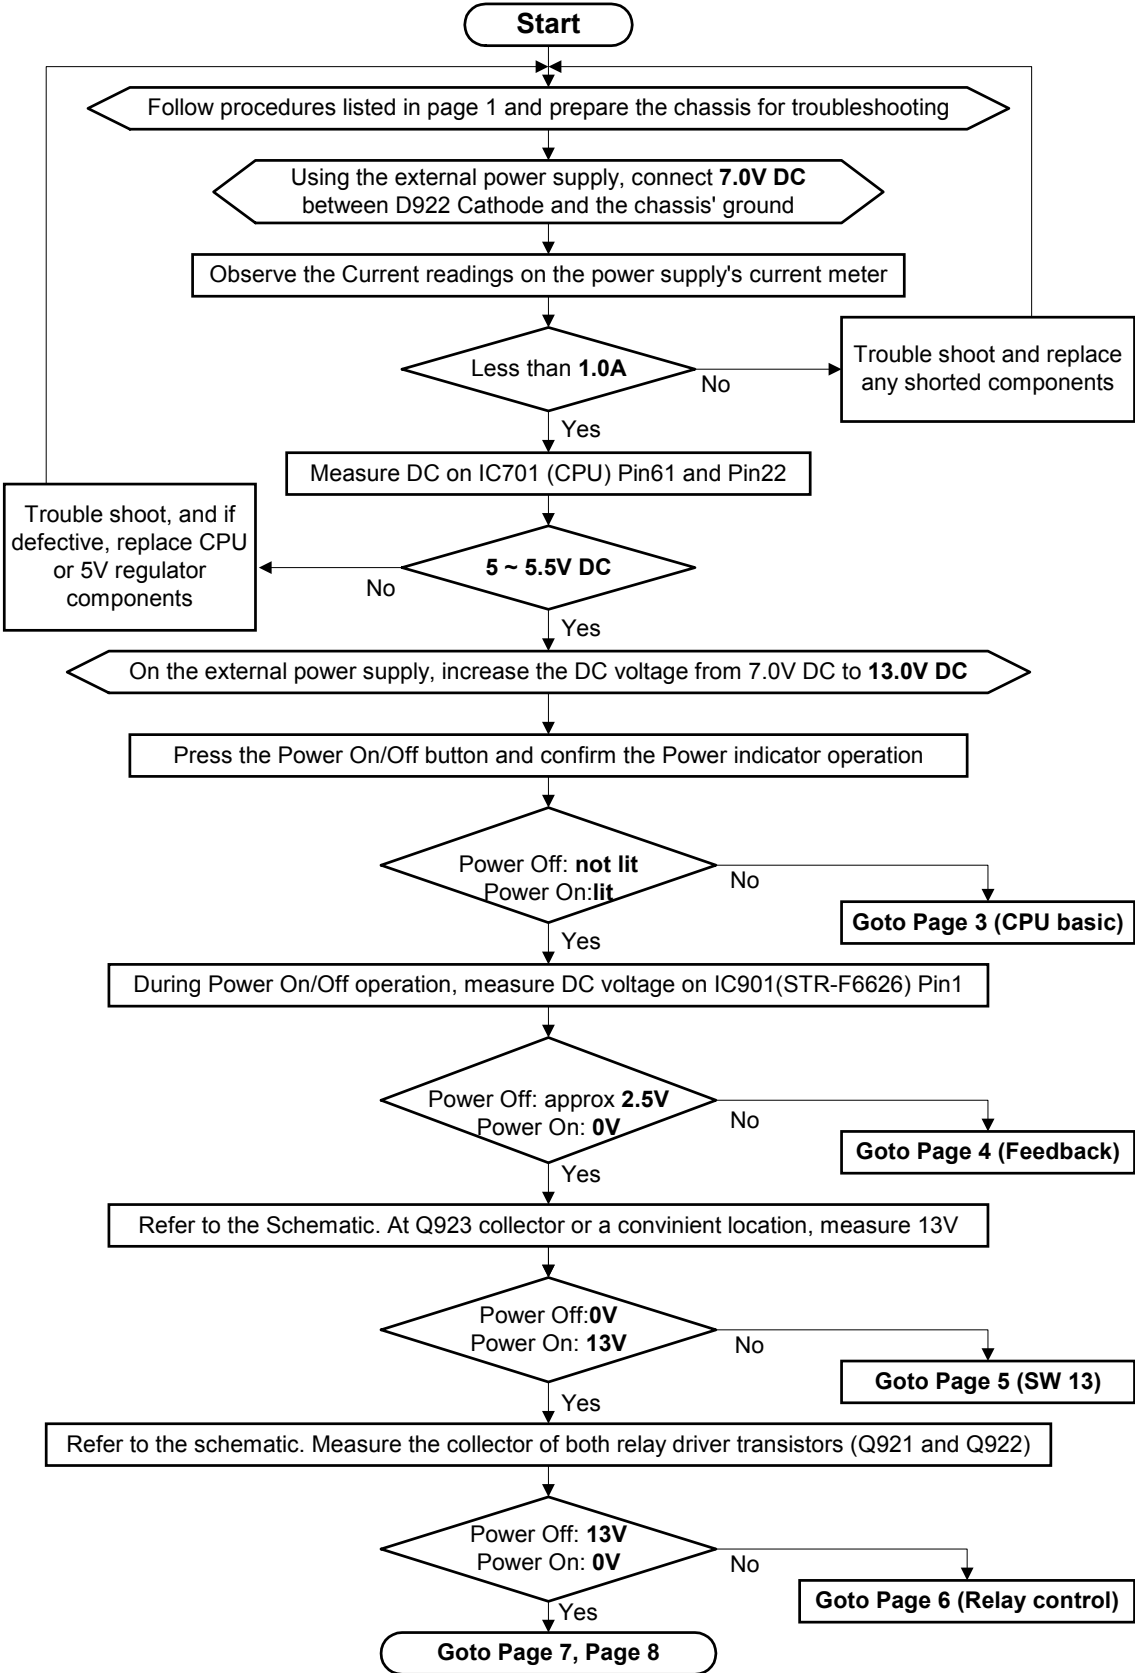 Start
Follow procedures listed in page 1 and prepare the chassis for troubleshooting
Using the external power supply, connect 7.0V DC
between D922 Cathode and the chassis' ground
Observe the Current readings on the power supply's current meter
Less than 1.0A
No
Trouble shoot and replace
any shorted components
Yes
Measure DC on IC701 (CPU) Pin61 and Pin22
5 ~ 5.5V DC
No
Trouble shoot, and if
defective, replace CPU
or 5V regulator
components
Yes
On the external power supply, increase the DC voltage from 7.0V DC to 13.0V DC
Press the Power On/Off button and confirm the Power indicator operation
Power Off: not lit
Power On:lit
No
Goto Page 3 (CPU basic)
Yes
During Power On/Off operation, measure DC voltage on IC901(STR-F6626) Pin1
Power Off: approx 2.5V
Power On: 0V
No
Goto Page 4 (Feedback)
Yes
Refer to the Schematic. At Q923 collector or a convinient location, measure 13V
Power Off:0V
Power On: 13V
No
Goto Page 5 (SW 13)
Yes
Refer to the schematic. Measure the collector of both relay driver transistors (Q921 and Q922)
Power Off: 13V
Power On: 0V
No
Goto Page 6 (Relay control)
Yes
Goto Page 7, Page 8